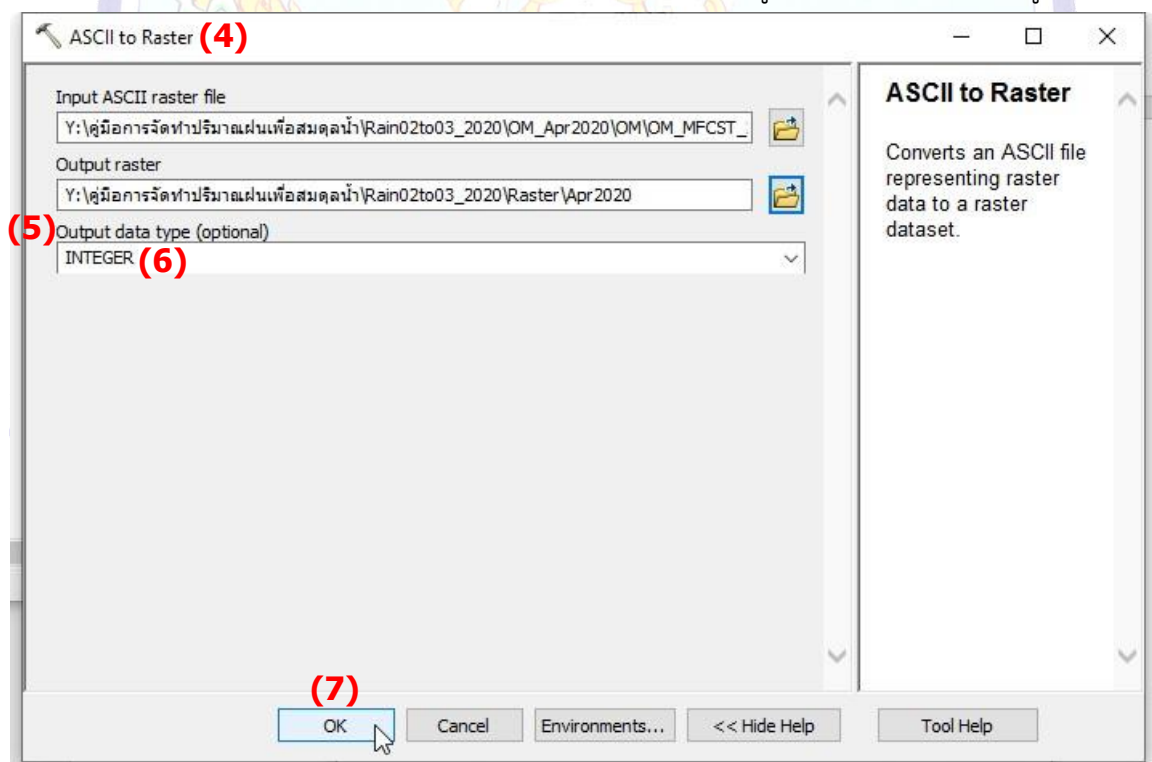 ASCII to Raster (4)
Input ASCII raster file
Y:\คู่มือการจัดทำปริมาณฝนเพื่อสมดุลน้ำ\Rain02to03_2020\OM_Apr2020\OM\OM_MFCST_
Output raster
Y:\คู่มือการจัดทำปริมาณฝนเพื่อสมดุลน้ำ\Rain02to03_2020\Raster\Apr2020
(5) Output data type (optional)
INTEGER (6)
ASCII to Raster
Converts an ASCII file
representing raster
data to a raster
dataset.
(7)
OK Cancel Environments... << Hide Help Tool Help